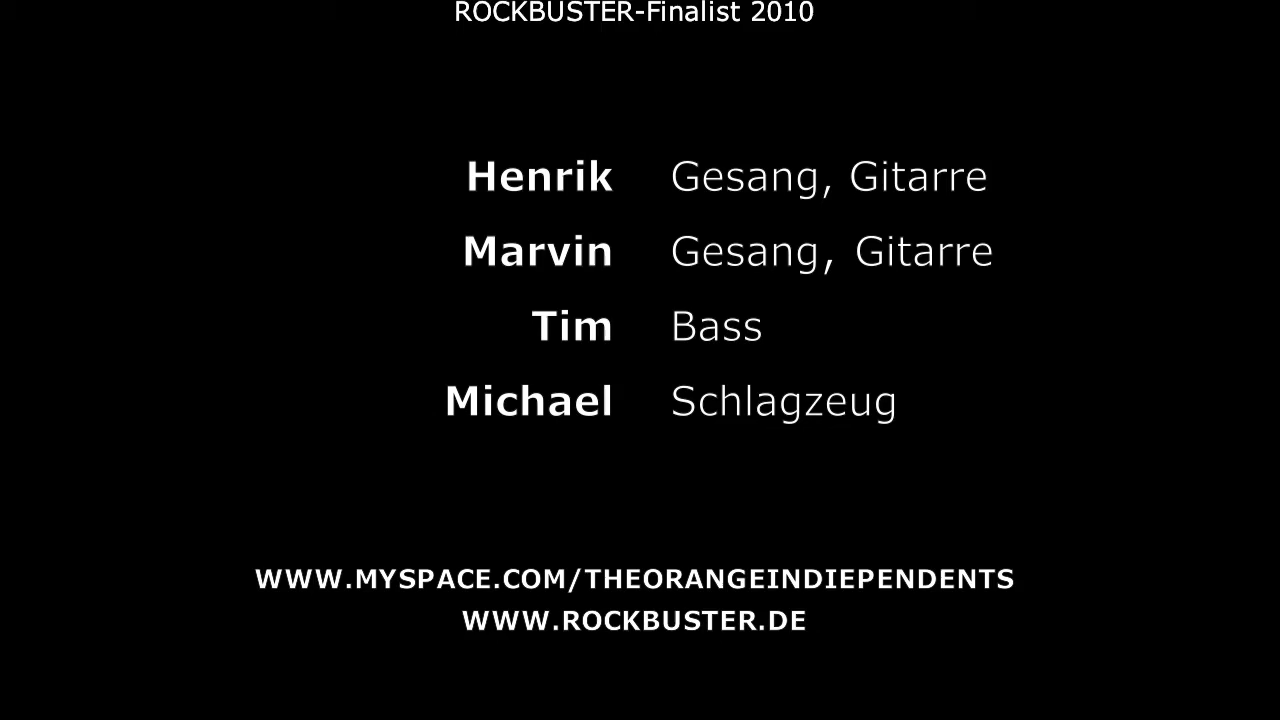 ROCKBUSTER-Finalist 2010
Henrik Gesang, Gitarre
Marvin Gesang, Gitarre
Tim Bass
Michael Schlagzeug
WWW.MYSPACE.COM/THEORANGEINDIEPENDENTS
WWW.ROCKBUSTER.DE